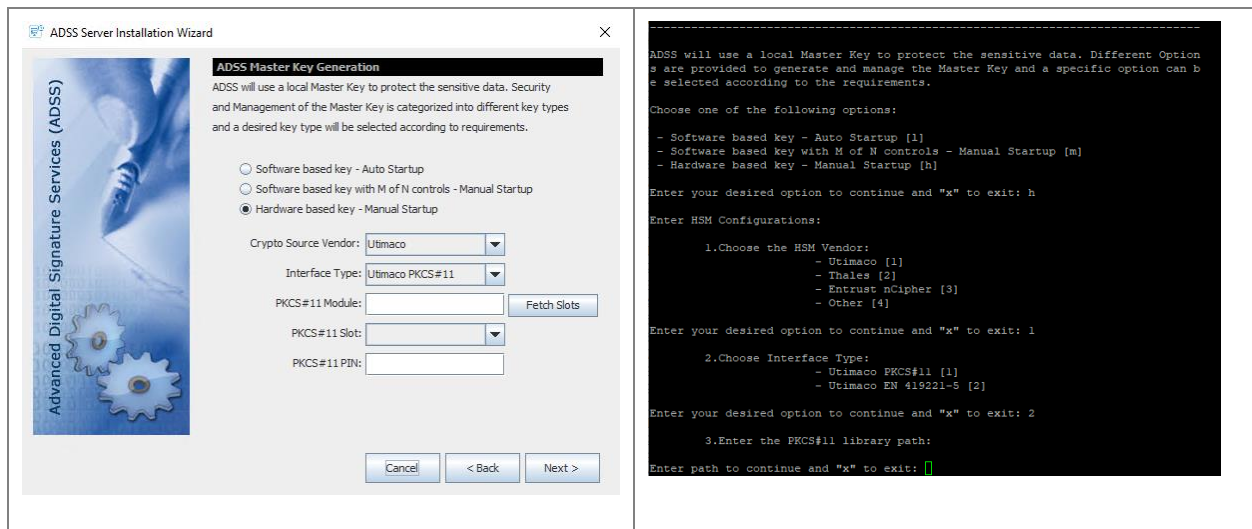 ADSS Server Installation Wizard
Advanced Digital Signature Services (ADSS)
ADSS Master Key Generation
ADSS will use a local Master Key to protect the sensitive data. Security
and Management of the Master Key is categorized into different key types
and a desired key type will be selected according to requirements.
Software based key - Auto Startup
Software based key with M of N controls - Manual Startup
Hardware based key - Manual Startup
Crypto Source Vendor: Utimaco
Interface Type: Utimaco PKCS#11
PKCS#11 Module: Fetch Slots
PKCS#11 Slot:
PKCS#11 PIN:
Cancel < Back Next >
--------------------------------------------------------------------------------
ADSS will use a local Master Key to protect the sensitive data. Different Option
s are provided to generate and manage the Master Key and a specific option can b
e selected according to the requirements.
Choose one of the following options:
- Software based key - Auto Startup [l]
- Software based key with M of N controls - Manual Startup [m]
- Hardware based key - Manual Startup [h]
Enter your desired option to continue and "x" to exit: h
Enter HSM Configurations:
1.Choose the HSM Vendor:
- Utimaco [1]
- Thales [2]
- Entrust nCipher [3]
- Other [4]
Enter your desired option to continue and "x" to exit: 1
2.Choose Interface Type:
- Utimaco PKCS#11 [1]
- Utimaco EN 419221-5 [2]
Enter your desired option to continue and "x" to exit: 2
3.Enter the PKCS#11 library path:
Enter path to continue and "x" to exit: